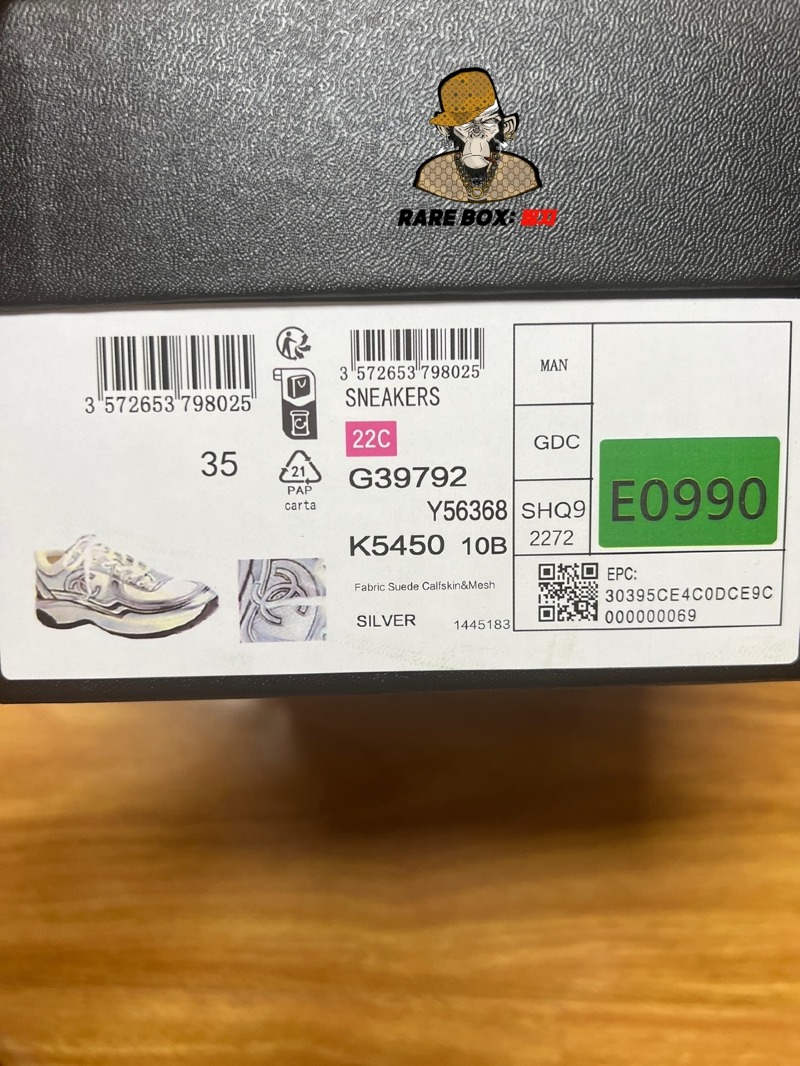 RARE BOX:
3 572653 798025
3 572653 798025
SNEAKERS
22C
35
G39792
Y56368
K5450 10B
21
PAP
carta
Fabric Suede Calfskin&Mesh
SILVER
1445183
MAN
GDC
SHQ9
2272
E0990
EPC:
30395CE4C0DCE9C
000000069